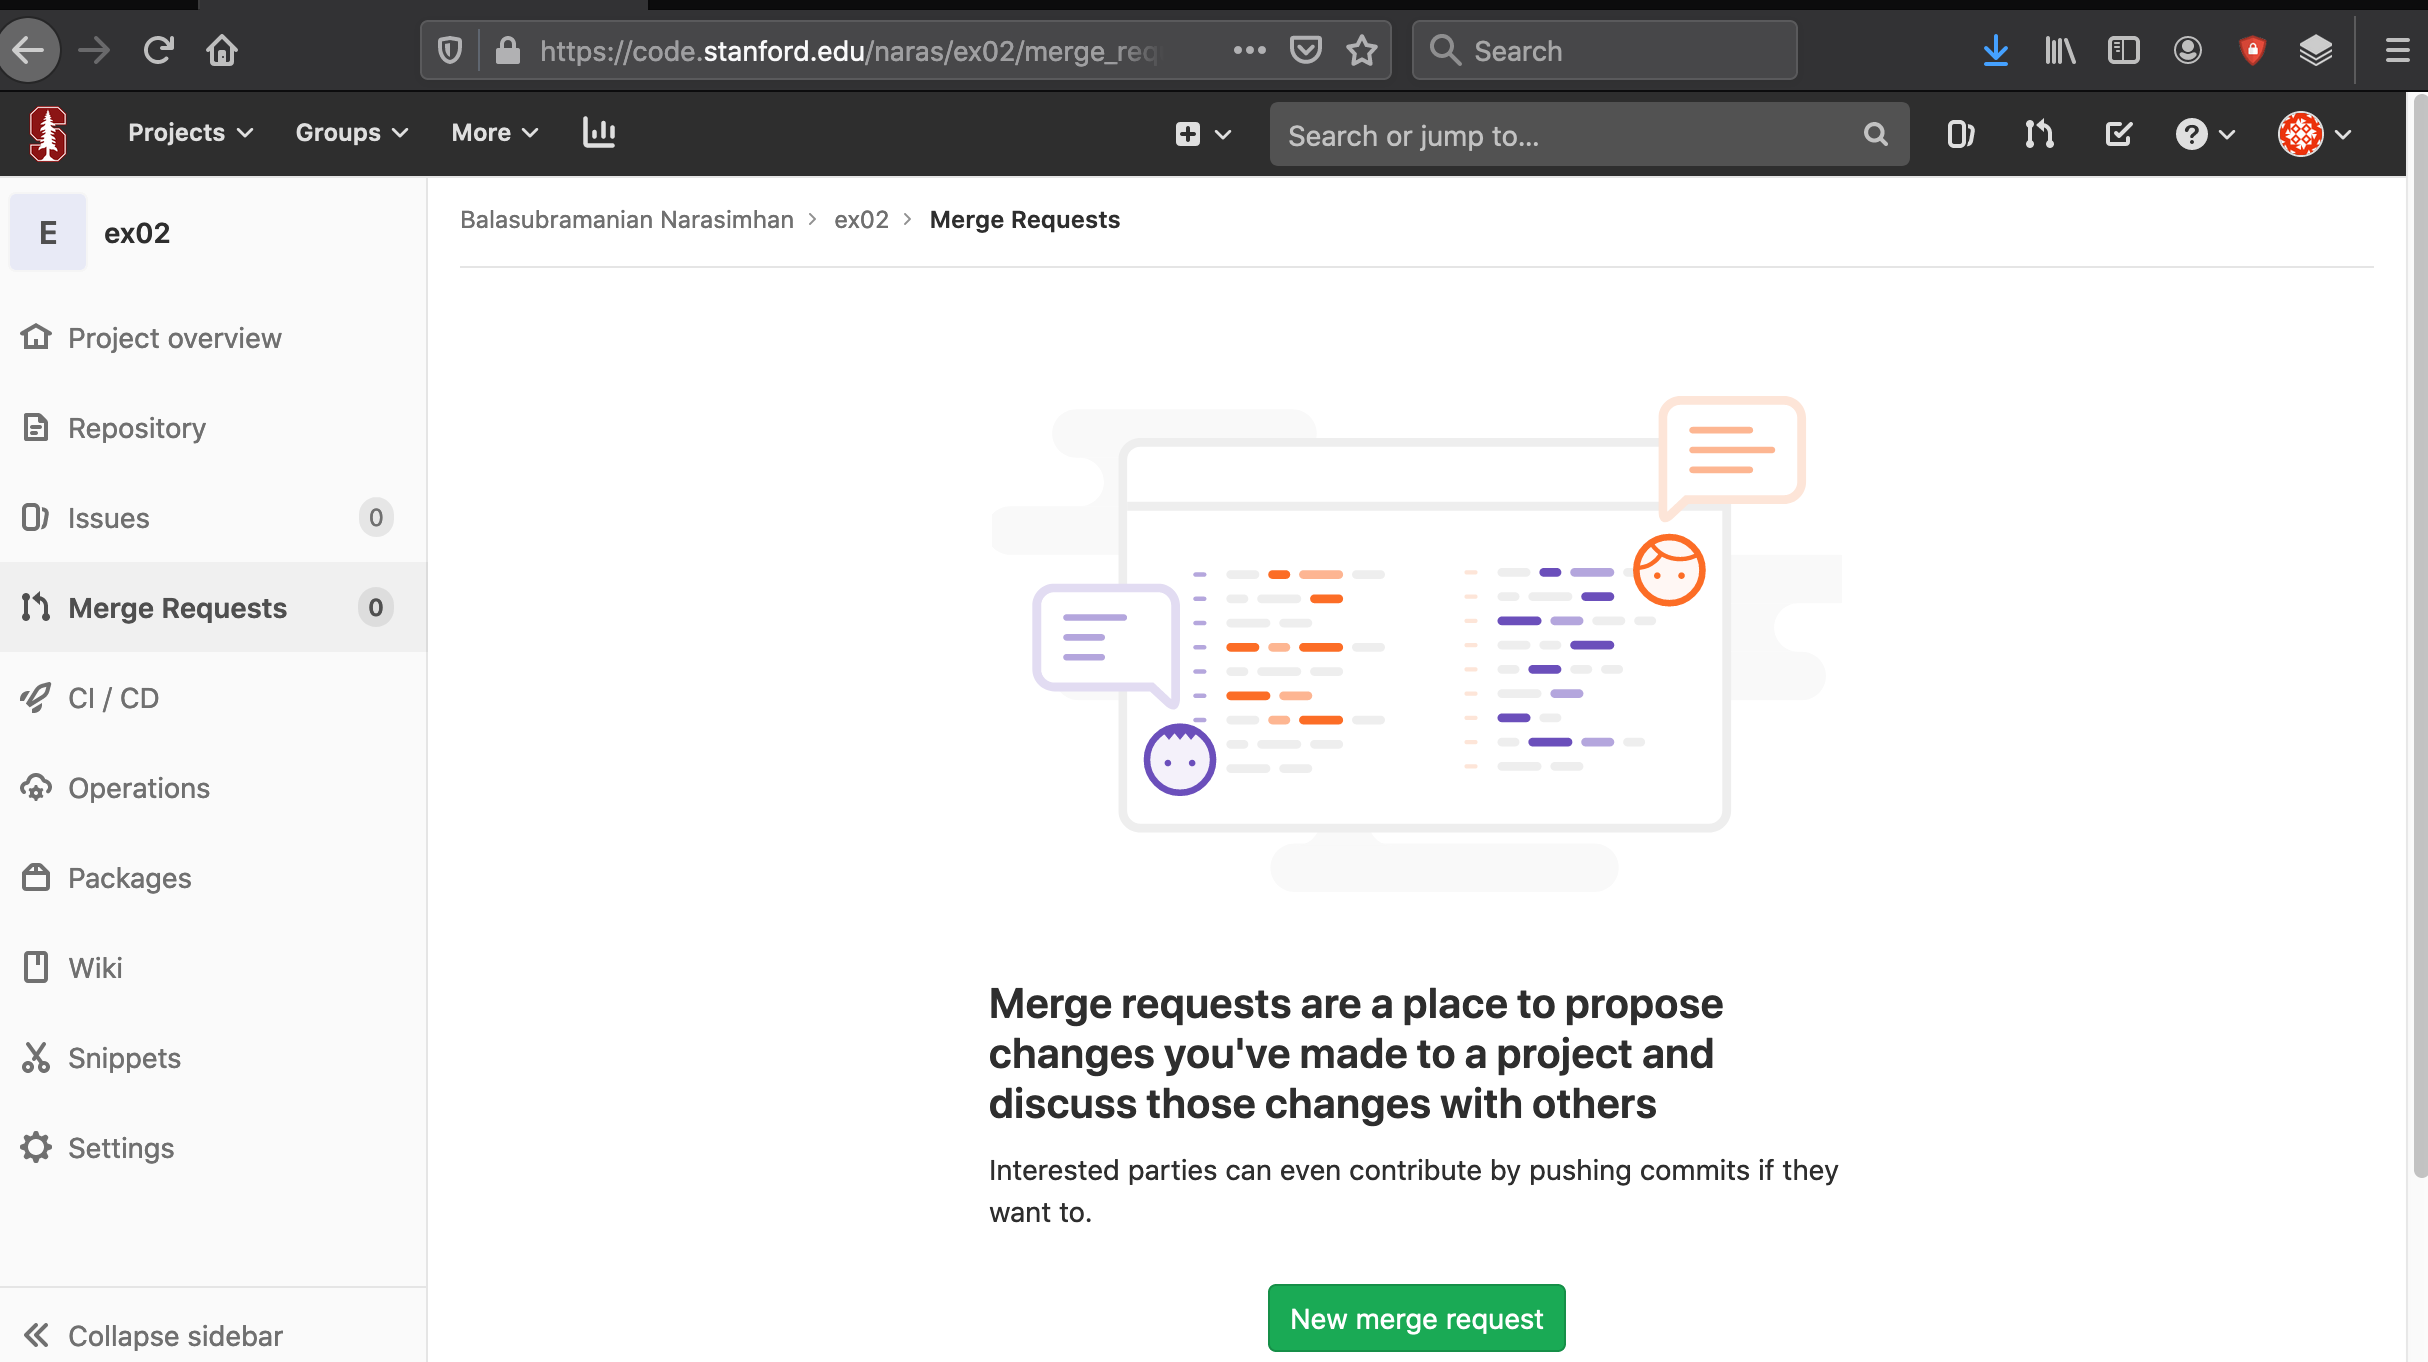 https://code.stanford.edu/naras/ex02/merge_req
Search
Projects Groups More
Search or jump to...
E ex02
Balasubramanian Narasimhan > ex02 > Merge Requests
Project overview
Repository
Issues 0
Merge Requests 0
CI / CD
Operations
Packages
Wiki
Snippets
Settings
Collapse sidebar
Merge requests are a place to propose
changes you've made to a project and
discuss those changes with others
Interested parties can even contribute by pushing commits if they
want to.
New merge request